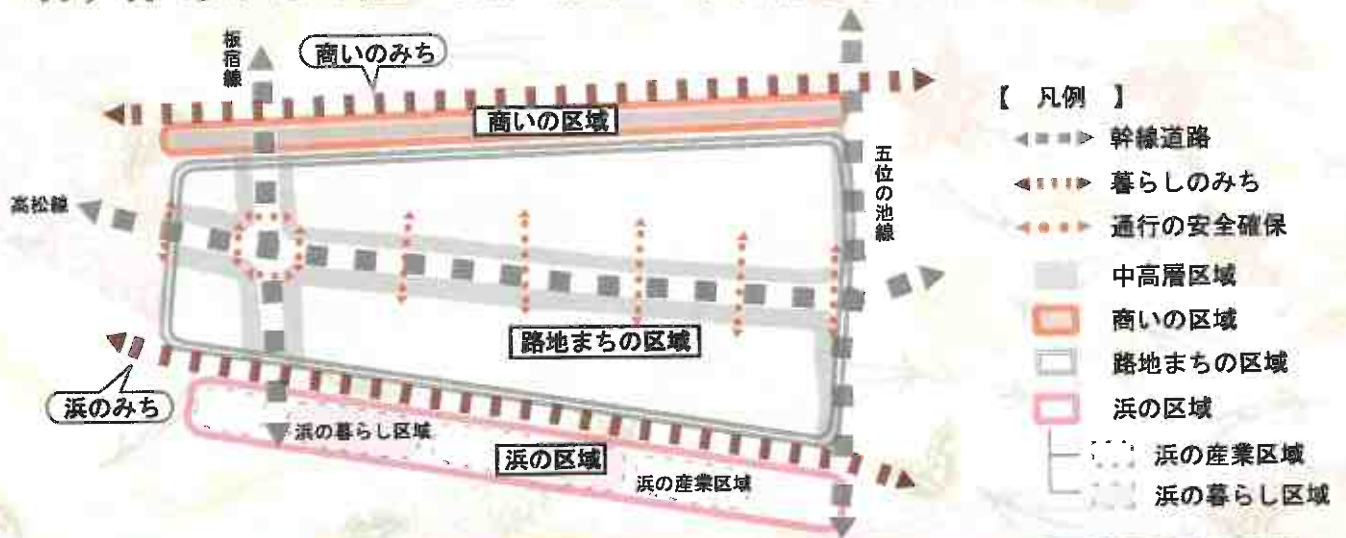 板宿線
商いのみち
商いの区域
五位の池線
高松線
路地まちの区域
浜のみち
浜の暮らし区域
浜の区域
浜の産業区域
【 凡例 】
幹線道路
暮らしのみち
通行の安全確保
中高層区域
商いの区域
路地まちの区域
浜の区域
浜の産業区域
浜の暮らし区域